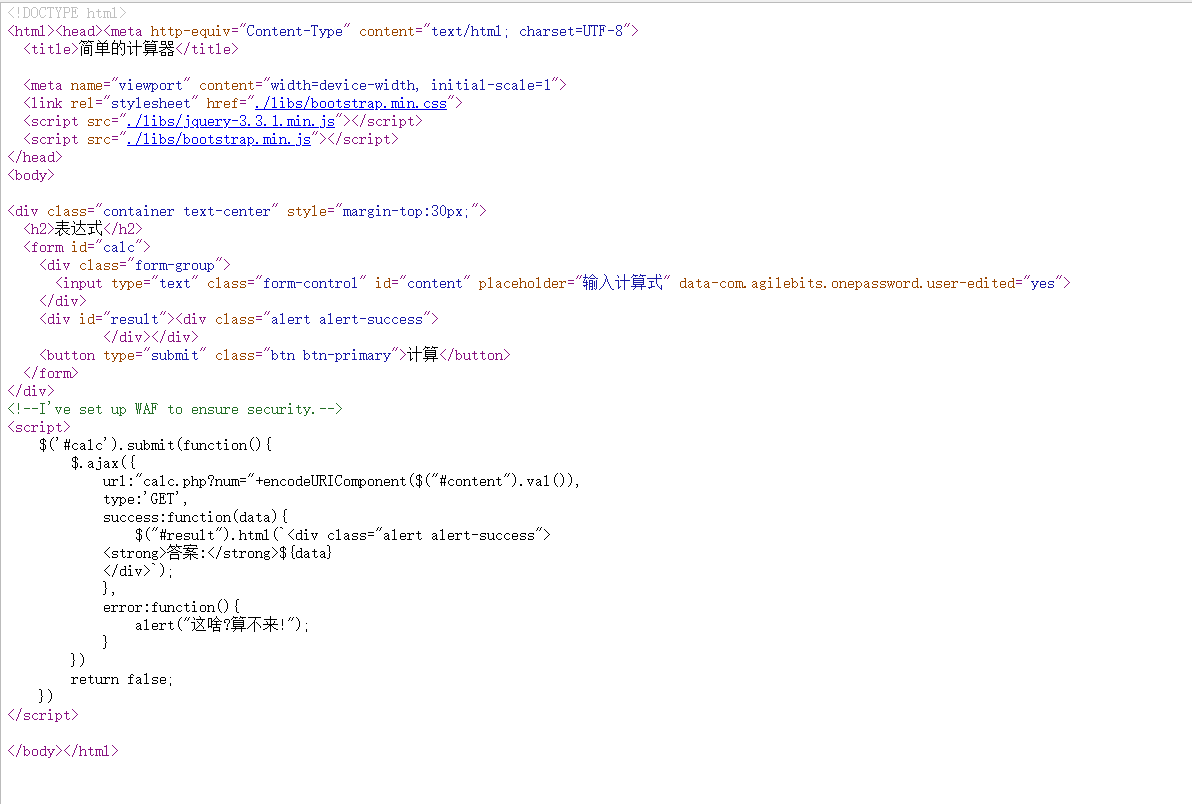 <!DOCTYPE html>
<html><head><meta http-equiv="Content-Type" content="text/html; charset=UTF-8">
  <title>简单的计算器</title>

  <meta name="viewport" content="width=device-width, initial-scale=1">
  <link rel="stylesheet" href="./libs/bootstrap.min.css">
  <script src="./libs/jquery-3.3.1.min.js"></script>
  <script src="./libs/bootstrap.min.js"></script>
</head>
<body>

<div class="container text-center" style="margin-top:30px;">
  <h2>表达式</h2>
  <form id="calc">
    <div class="form-group">
      <input type="text" class="form-control" id="content" placeholder="输入计算式" data-com.agilebits.onepassword.user-edited="yes">
    </div>
    <div id="result"><div class="alert alert-success">
            </div></div>
    <button type="submit" class="btn btn-primary">计算</button>
  </form>
</div>
<!--I've set up WAF to ensure security.-->
<script>
    $('#calc').submit(function(){
        $.ajax({
            url:"calc.php?num="+encodeURIComponent($("#content").val()),
            type:'GET',
            success:function(data){
                $("#result").html(`<div class="alert alert-success">
            <strong>答案:</strong>${data}
            </div>`);
            },
            error:function(){
                alert("这啥?算不来!");
            }
        })
        return false;
    })
</script>

</body></html>